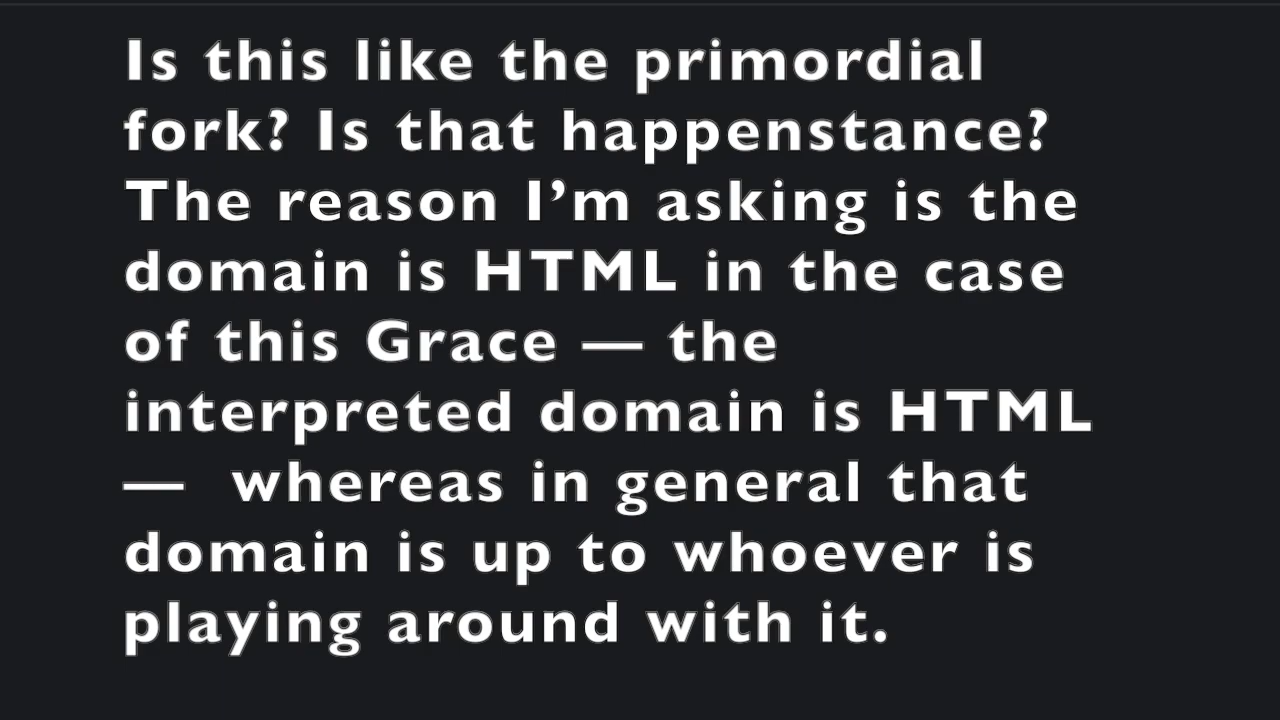 Is this like the primordial
fork? Is that happenstance?
The reason I’m asking is the
domain is HTML in the case
of this Grace — the
interpreted domain is HTML
—  whereas in general that
domain is up to whoever is
playing around with it.